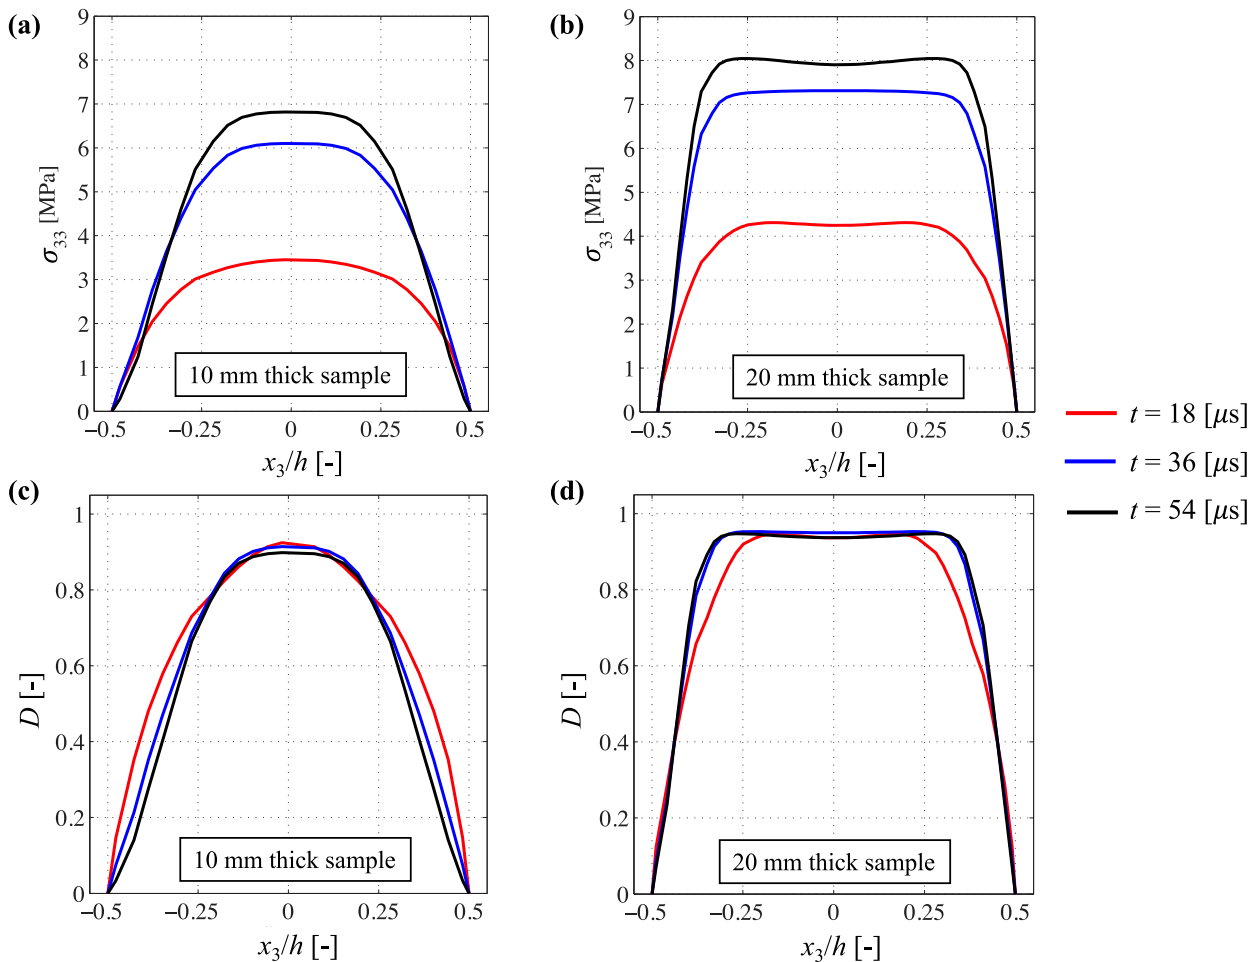 (a)
9
8
7
6
5
4
3
2
1
0
σ33 [MPa]
10 mm thick sample
−0.5 −0.25 0 0.25 0.5
x3/h [-]
(b)
9
8
7
6
5
4
3
2
1
0
σ33 [MPa]
20 mm thick sample
−0.5 −0.25 0 0.25 0.5
x3/h [-]
t = 18 [μs]
t = 36 [μs]
t = 54 [μs]
(c)
1
0.8
0.6
0.4
0.2
0
D [-]
10 mm thick sample
−0.5 −0.25 0 0.25 0.5
x3/h [-]
(d)
1
0.8
0.6
0.4
0.2
0
D [-]
20 mm thick sample
−0.5 −0.25 0 0.25 0.5
x3/h [-]